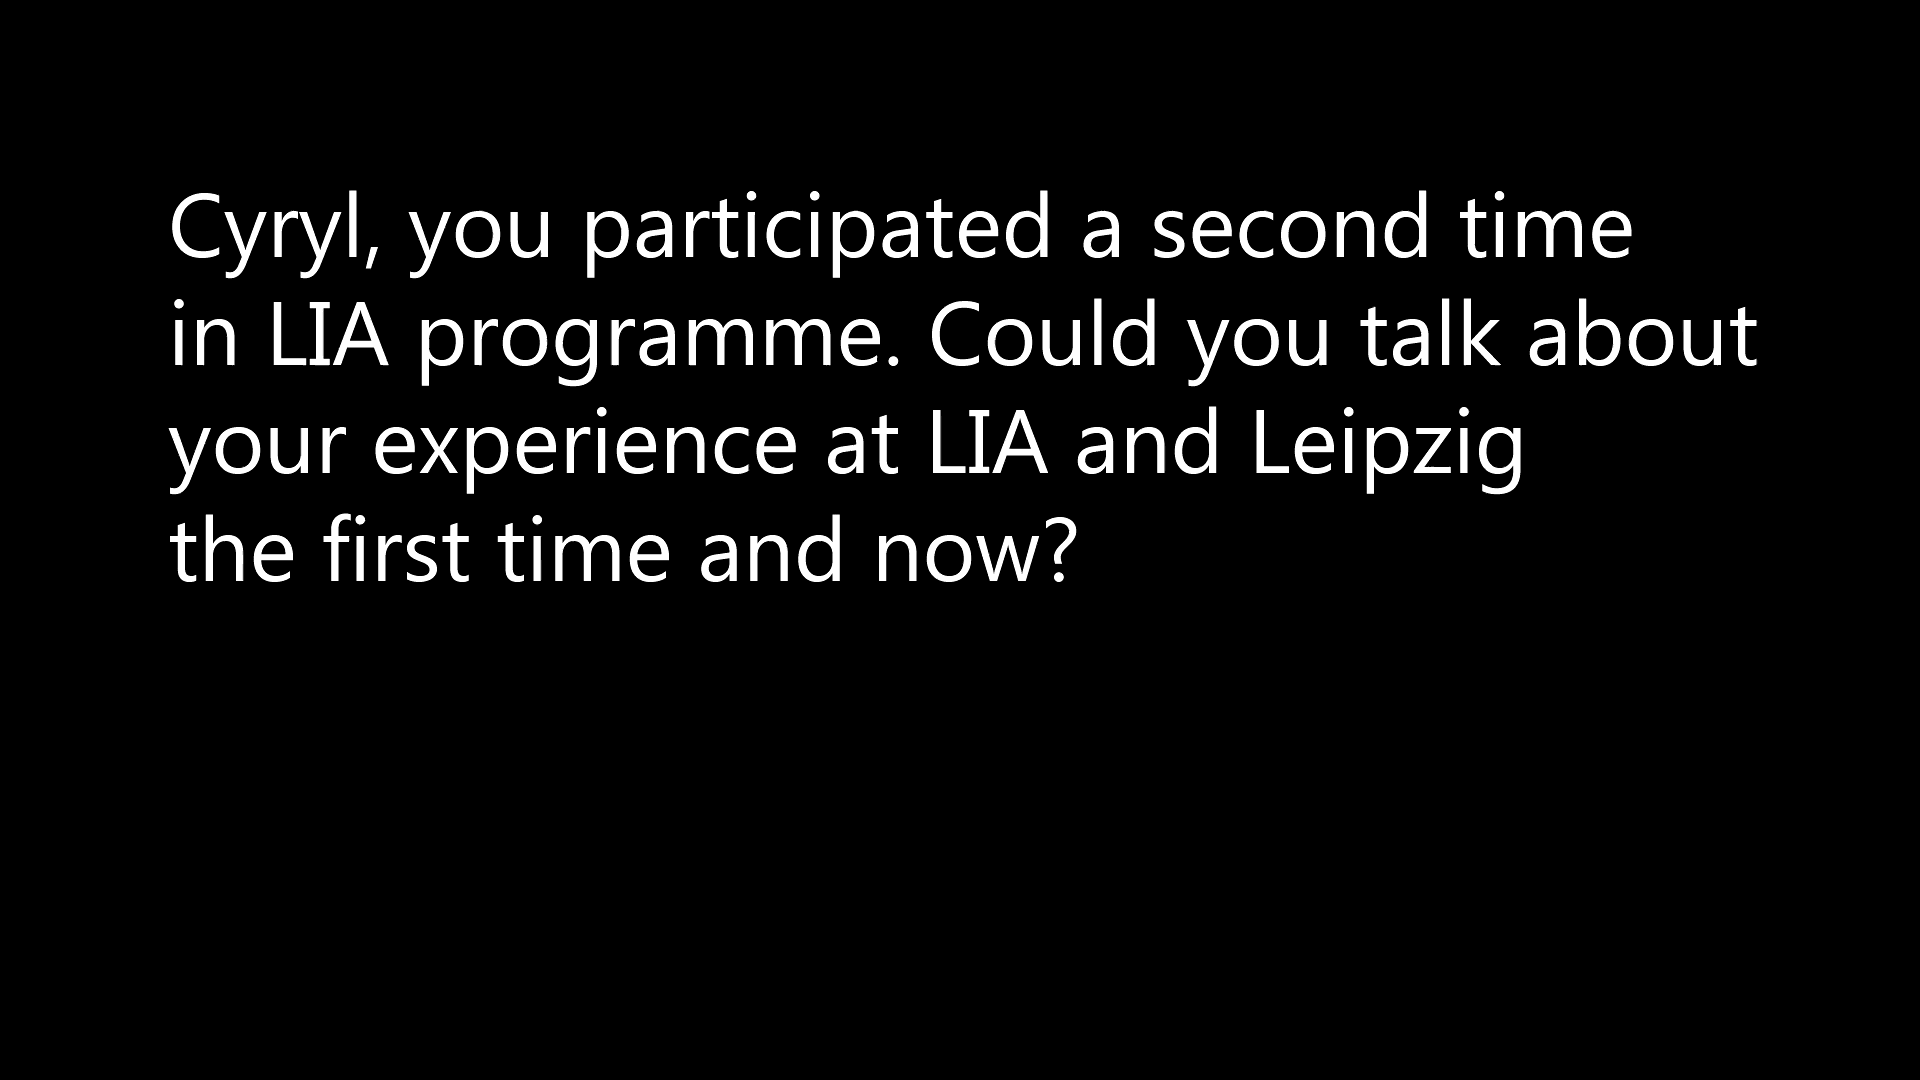 Cyryl, you participated a second time
in LIA programme. Could you talk about
your experience at LIA and Leipzig
the first time and now?